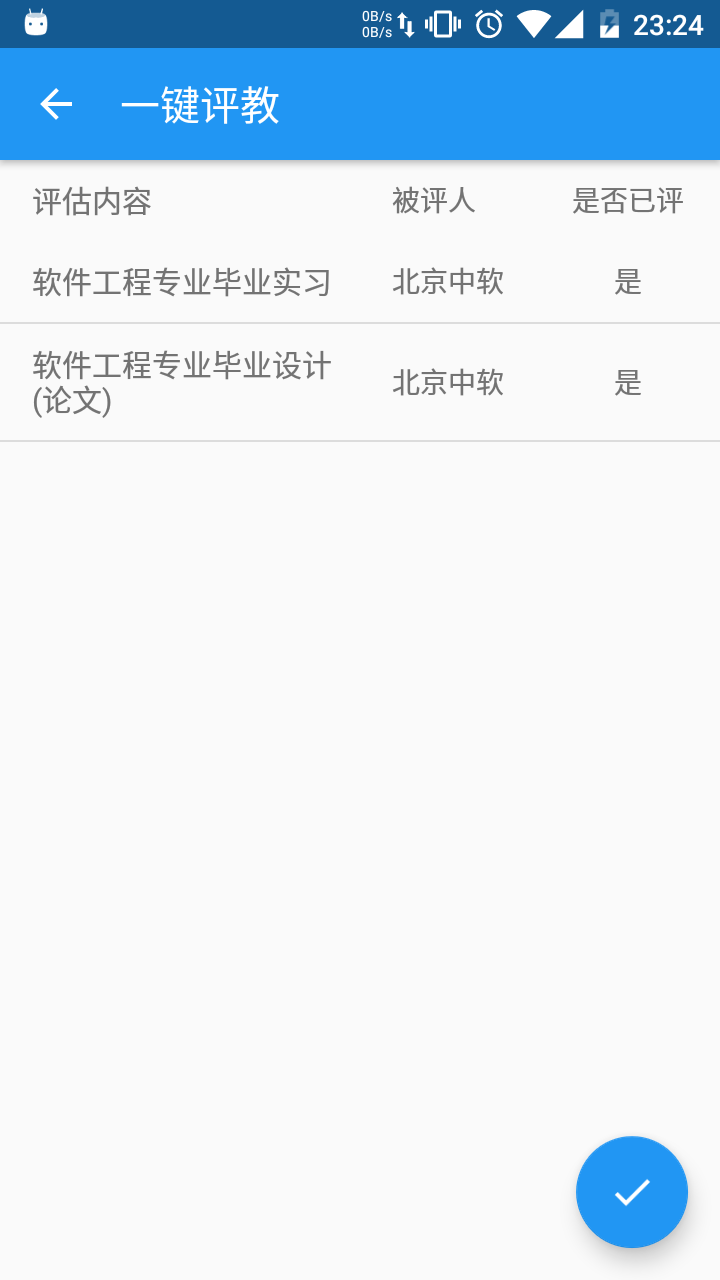 0B/s
0B/s
23:24
一键评教
评估内容 被评人 是否已评
软件工程专业毕业实习 北京中软 是
软件工程专业毕业设计
(论文) 北京中软 是